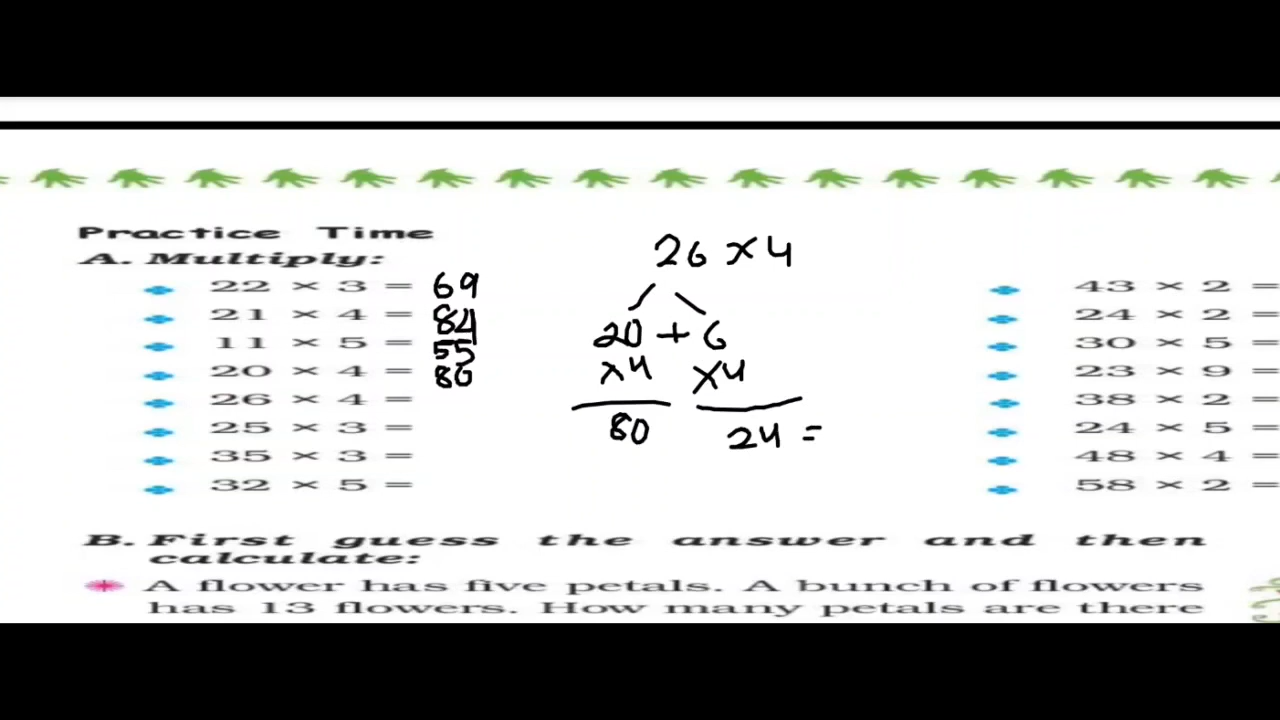 Practice Time
A. Multiply:
22 × 3 = 69
21 × 4 = 84
11 × 5 = 55
20 × 4 = 80
26 × 4 =
25 × 3 =
35 × 3 =
32 × 5 =
26 × 4
20 + 6
×4 ×4
80 24 =
43 × 2 =
24 × 2 =
30 × 5 =
23 × 9 =
38 × 2 =
24 × 5 =
48 × 4 =
58 × 2 =
B. First guess the answer and then
calculate:
A flower has five petals. A bunch of flowers
has 13 flowers. How many petals are there